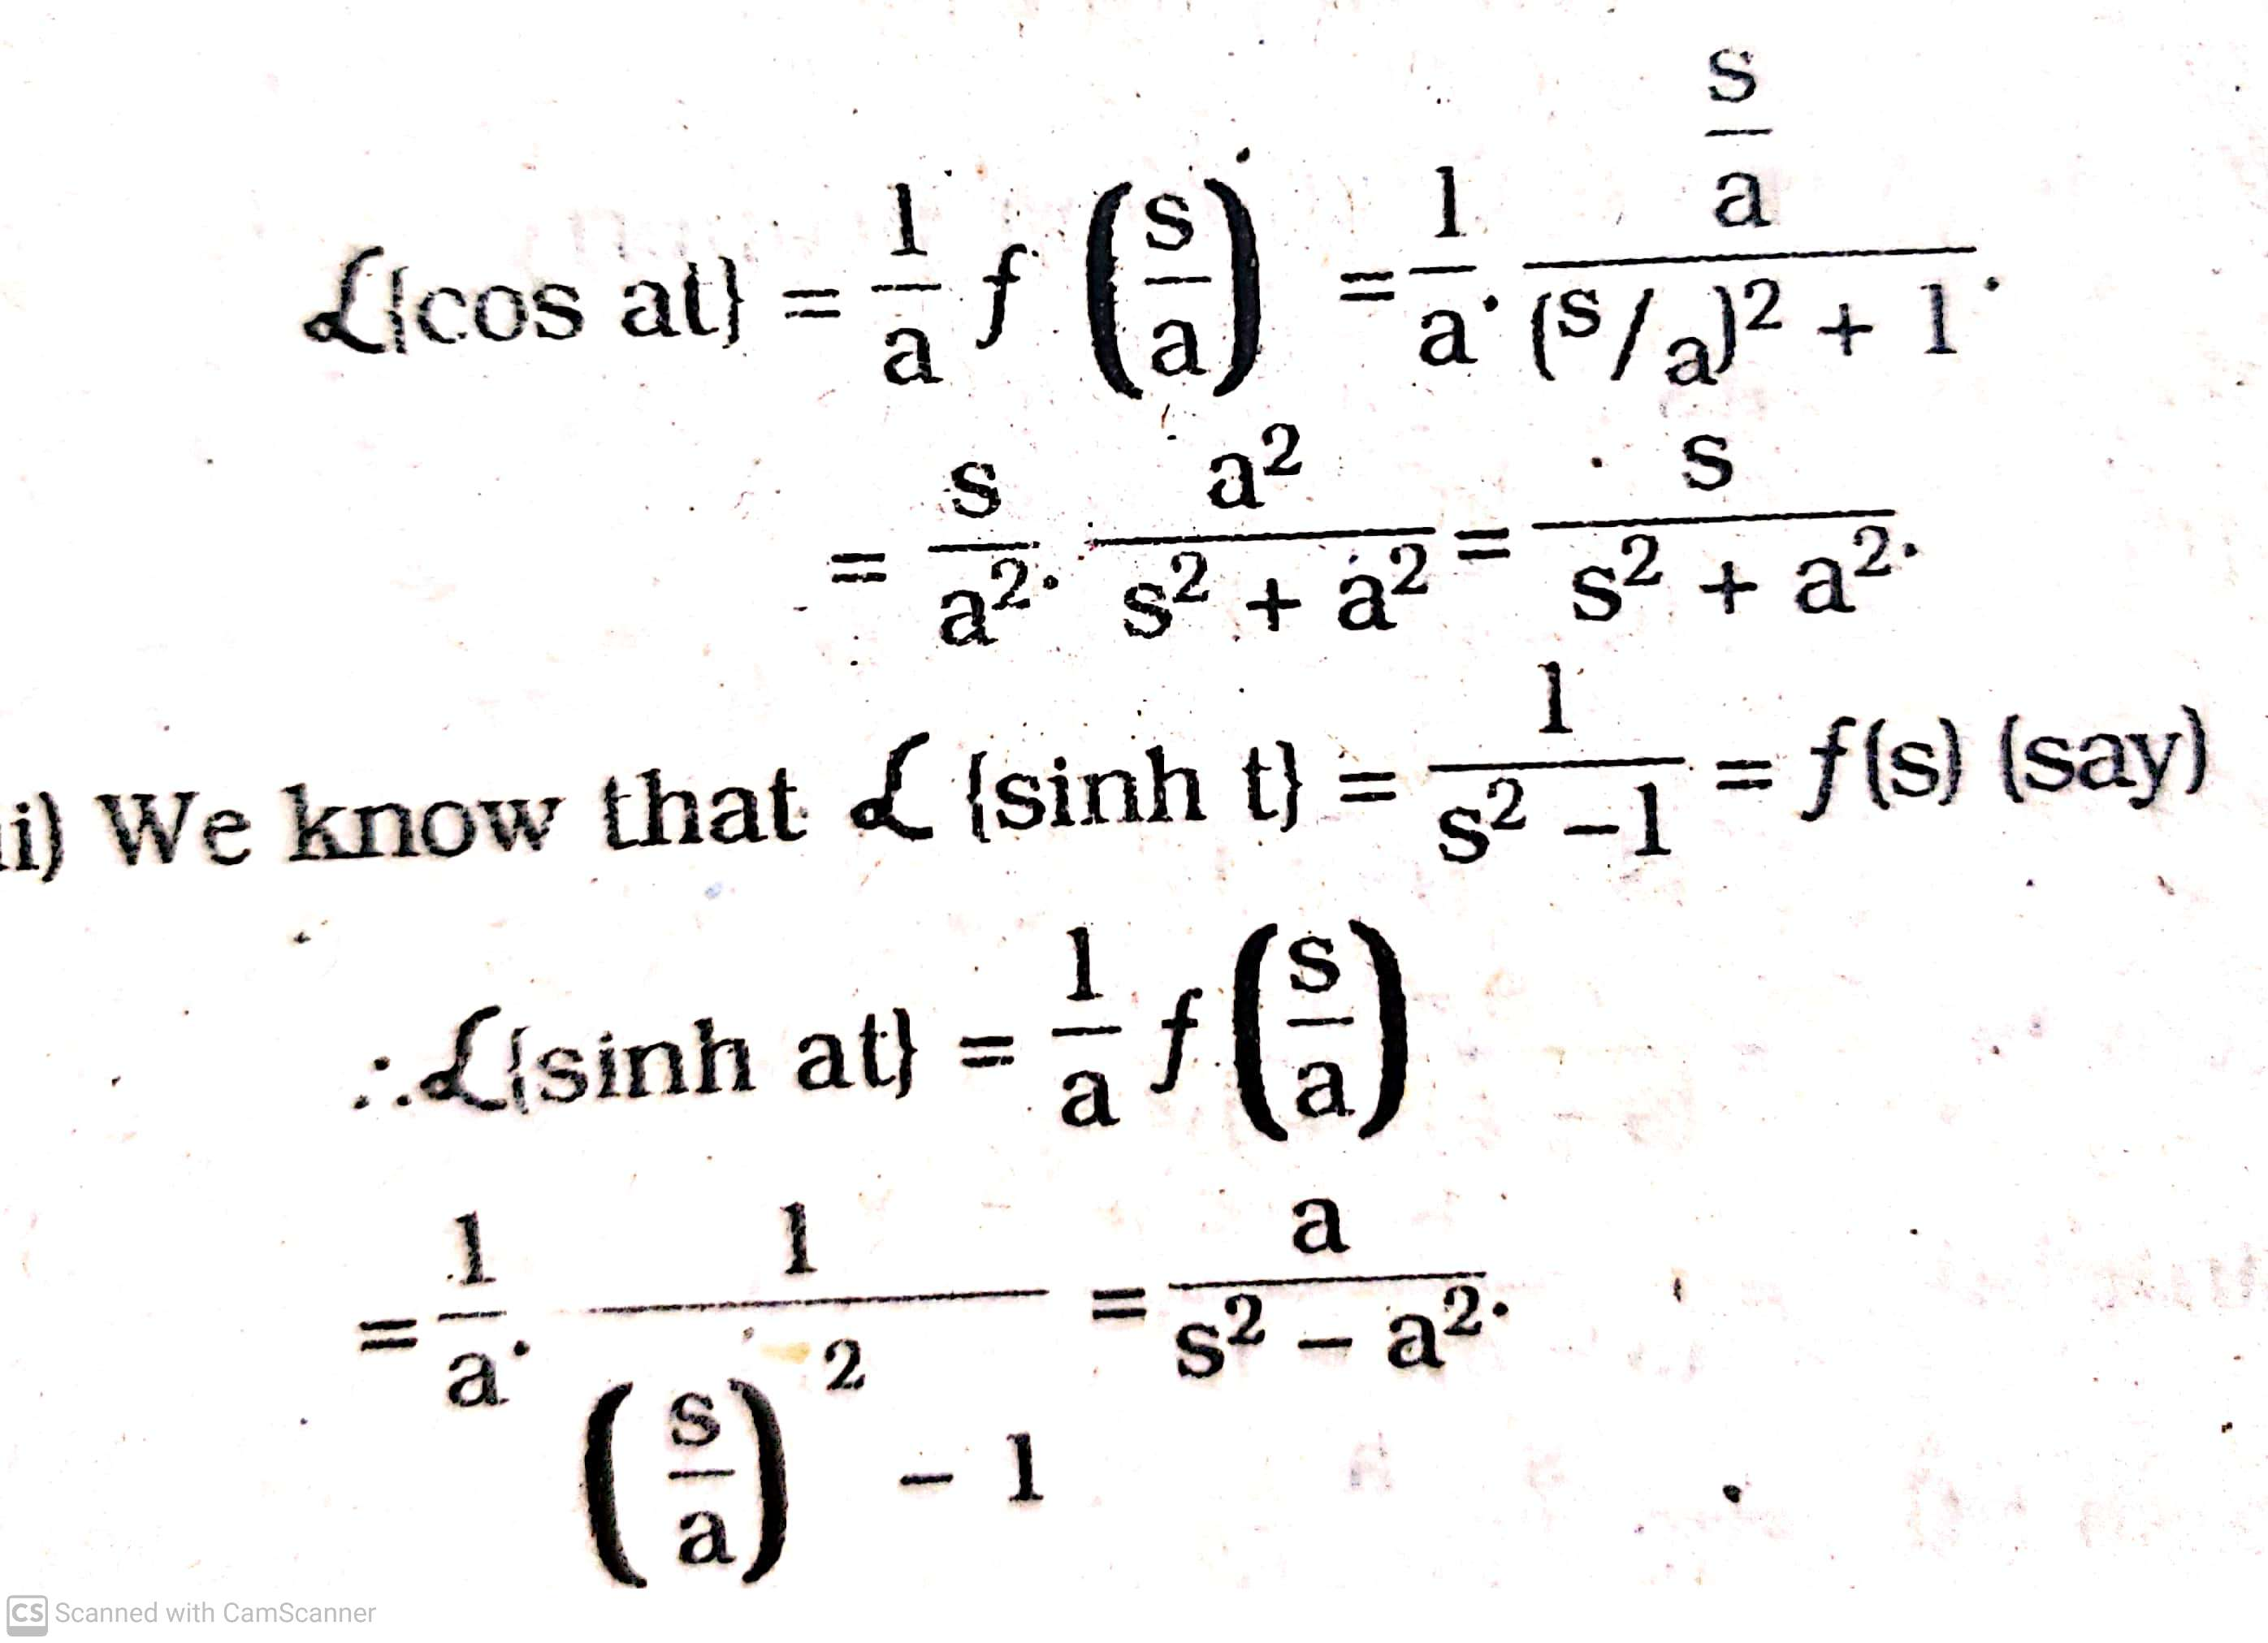 ℒ{cos at} = 1/a f (s/a) = 1/a · (s/a)/((s/a)² + 1).
= s/a² · a²/(s² + a²) = s/(s² + a²).
i) We know that ℒ {sinh t} = 1/(s² – 1) = f(s) (say)
∴ ℒ{sinh at} = 1/a f (s/a)
= 1/a · 1/((s/a)² – 1) = a/(s² – a²).
CS Scanned with CamScanner